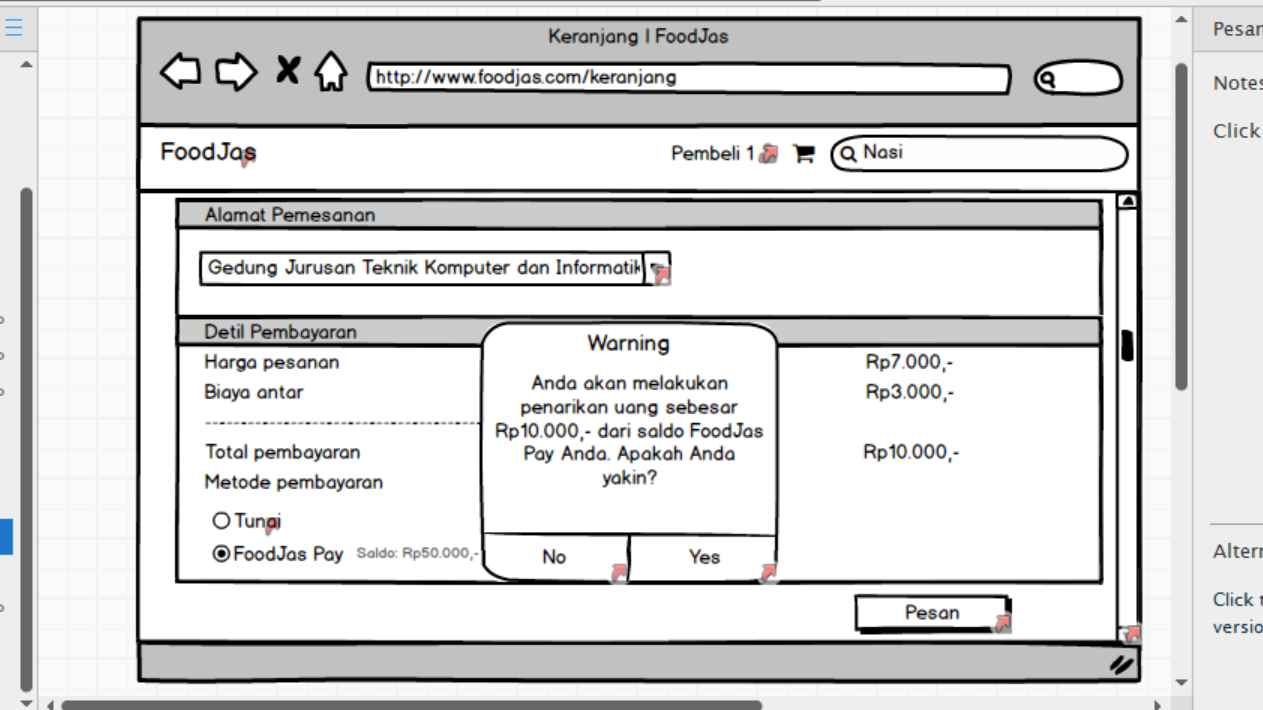 Keranjang | FoodJas
http://www.foodjas.com/keranjang
FoodJas
Pembeli 1
Nasi
Alamat Pemesanan
Gedung Jurusan Teknik Komputer dan Informatik
Detil Pembayaran
Harga pesanan
Rp7.000,-
Biaya antar
Rp3.000,-
Total pembayaran
Rp10.000,-
Metode pembayaran
Tunai
FoodJas Pay
Saldo: Rp50.000,-
Warning
Anda akan melakukan
penarikan uang sebesar
Rp10.000,- dari saldo FoodJas
Pay Anda. Apakah Anda
yakin?
No
Yes
Pesan
Pesan
Notes
Click
Altern
Click t
versio